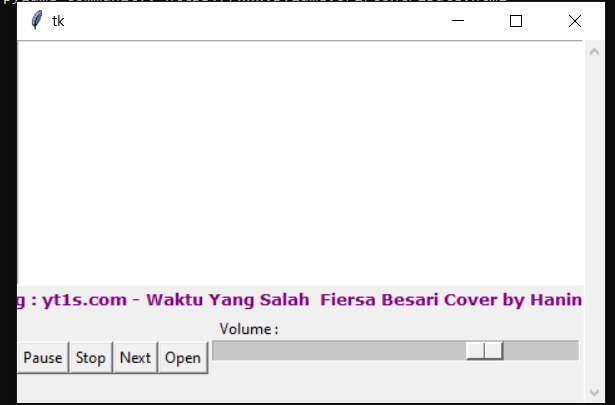 tk
g : yt1s.com - Waktu Yang Salah  Fiersa Besari Cover by Hanin
Volume :
Pause Stop Next Open